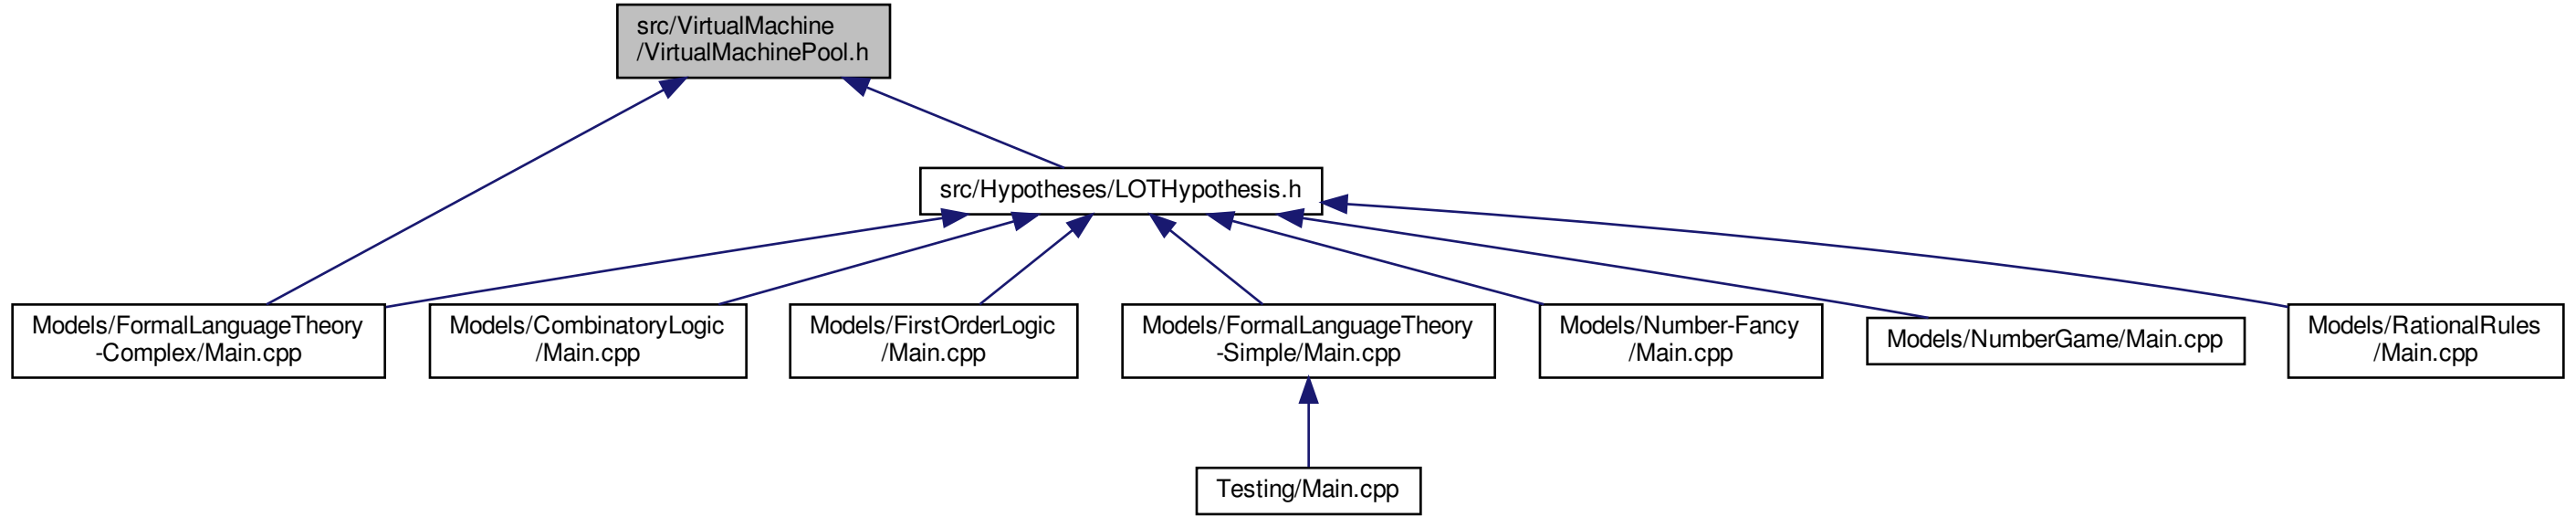 src/VirtualMachine
/VirtualMachinePool.h
src/Hypotheses/LOTHypothesis.h
Models/FormalLanguageTheory
-Complex/Main.cpp
Models/CombinatoryLogic
/Main.cpp
Models/FirstOrderLogic
/Main.cpp
Models/FormalLanguageTheory
-Simple/Main.cpp
Models/Number-Fancy
/Main.cpp
Models/NumberGame/Main.cpp
Models/RationalRules
/Main.cpp
Testing/Main.cpp